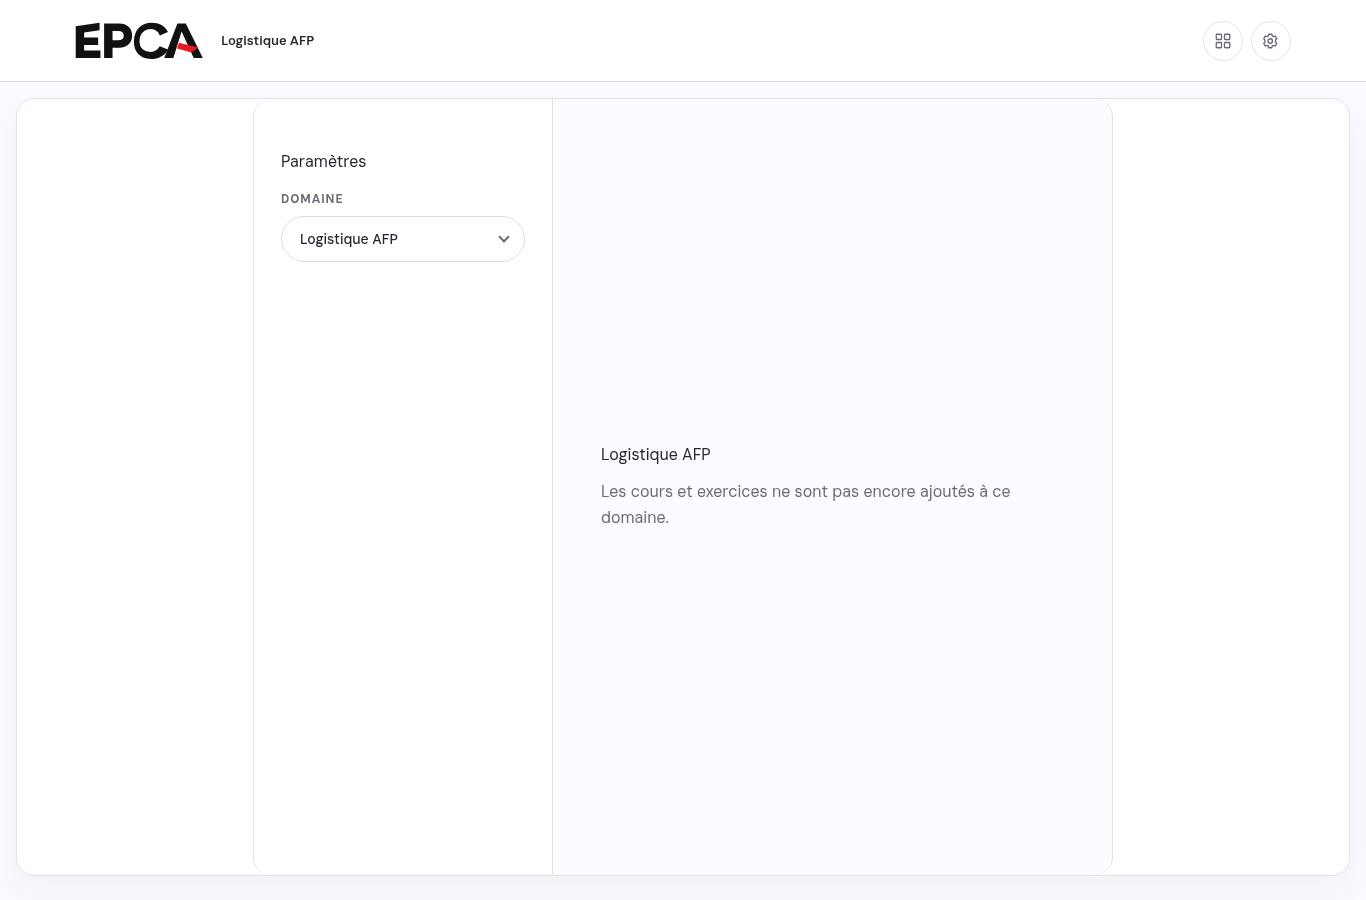 EPCA
Logistique AFP
Paramètres
DOMAINE
Logistique AFP
Logistique AFP
Les cours et exercices ne sont pas encore ajoutés à ce
domaine.